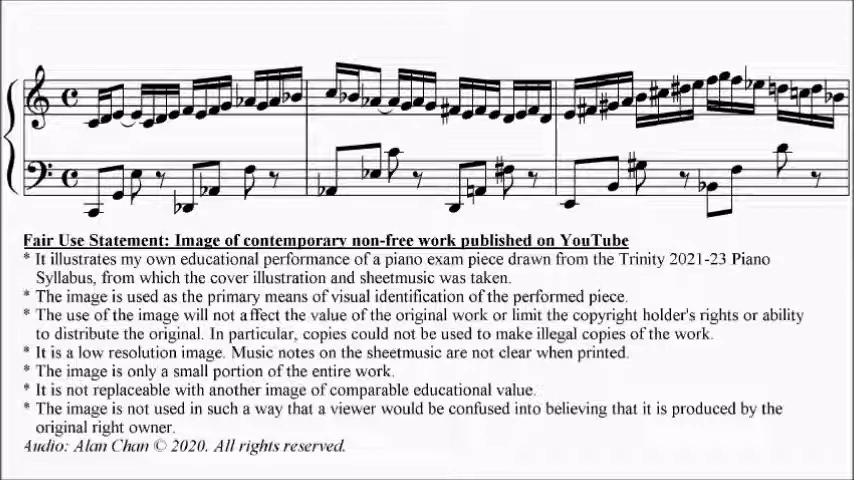 Fair Use Statement: Image of contemporary non-free work published on YouTube
* It illustrates my own educational performance of a piano exam piece drawn from the Trinity 2021-23 Piano
Syllabus, from which the cover illustration and sheetmusic was taken.
* The image is used as the primary means of visual identification of the performed piece.
* The use of the image will not affect the value of the original work or limit the copyright holder's rights or ability
to distribute the original. In particular, copies could not be used to make illegal copies of the work.
* It is a low resolution image. Music notes on the sheetmusic are not clear when printed.
* The image is only a small portion of the entire work.
* It is not replaceable with another image of comparable educational value.
* The image is not used in such a way that a viewer would be confused into believing that it is produced by the
original right owner.
Audio: Alan Chan © 2020. All rights reserved.